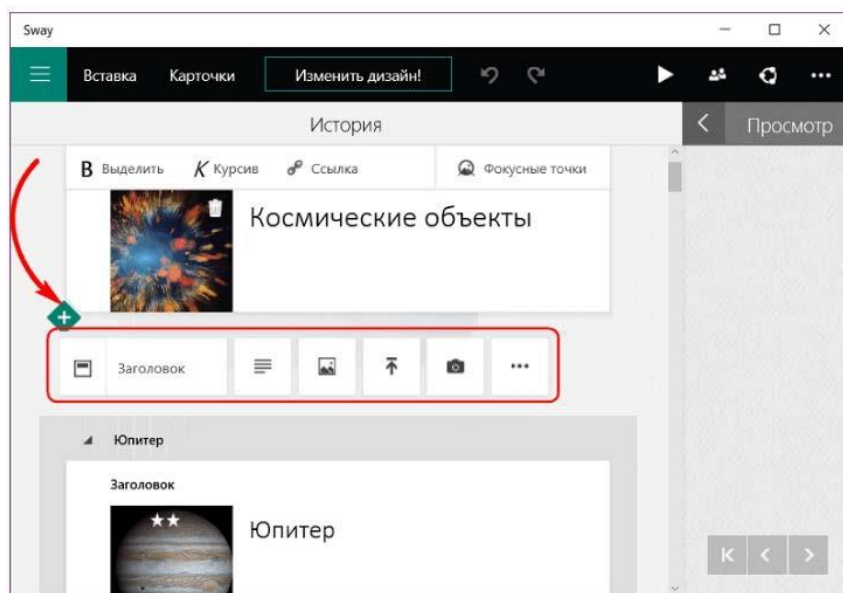 Sway
Вставка Карточки Изменить дизайн!
История Просмотр
B Выделить K Курсив Ссылка Фокусные точки
Космические объекты
Заголовок
Юпитер
Заголовок
Юпитер